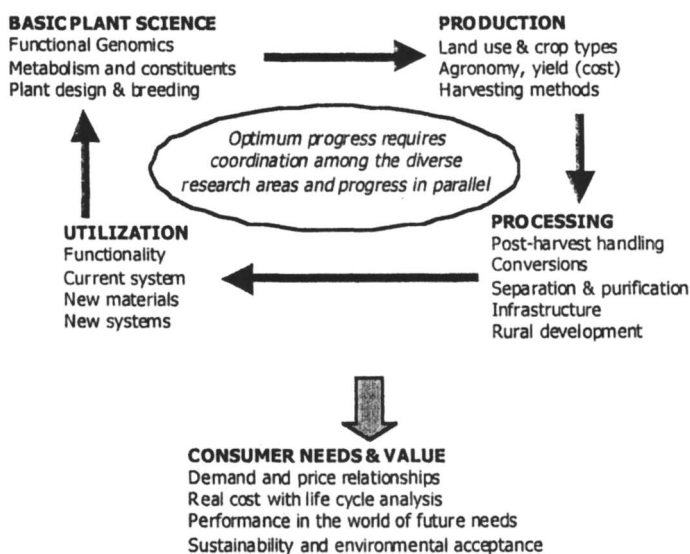 BASIC PLANT SCIENCE
Functional Genomics
Metabolism and constituents
Plant design & breeding
PRODUCTION
Land use & crop types
Agronomy, yield (cost)
Harvesting methods
Optimum progress requires
coordination among the diverse
research areas and progress in parallel
UTILIZATION
Functionality
Current system
New materials
New systems
PROCESSING
Post-harvest handling
Conversions
Separation & purification
Infrastructure
Rural development
CONSUMER NEEDS & VALUE
Demand and price relationships
Real cost with life cycle analysis
Performance in the world of future needs
Sustainability and environmental acceptance